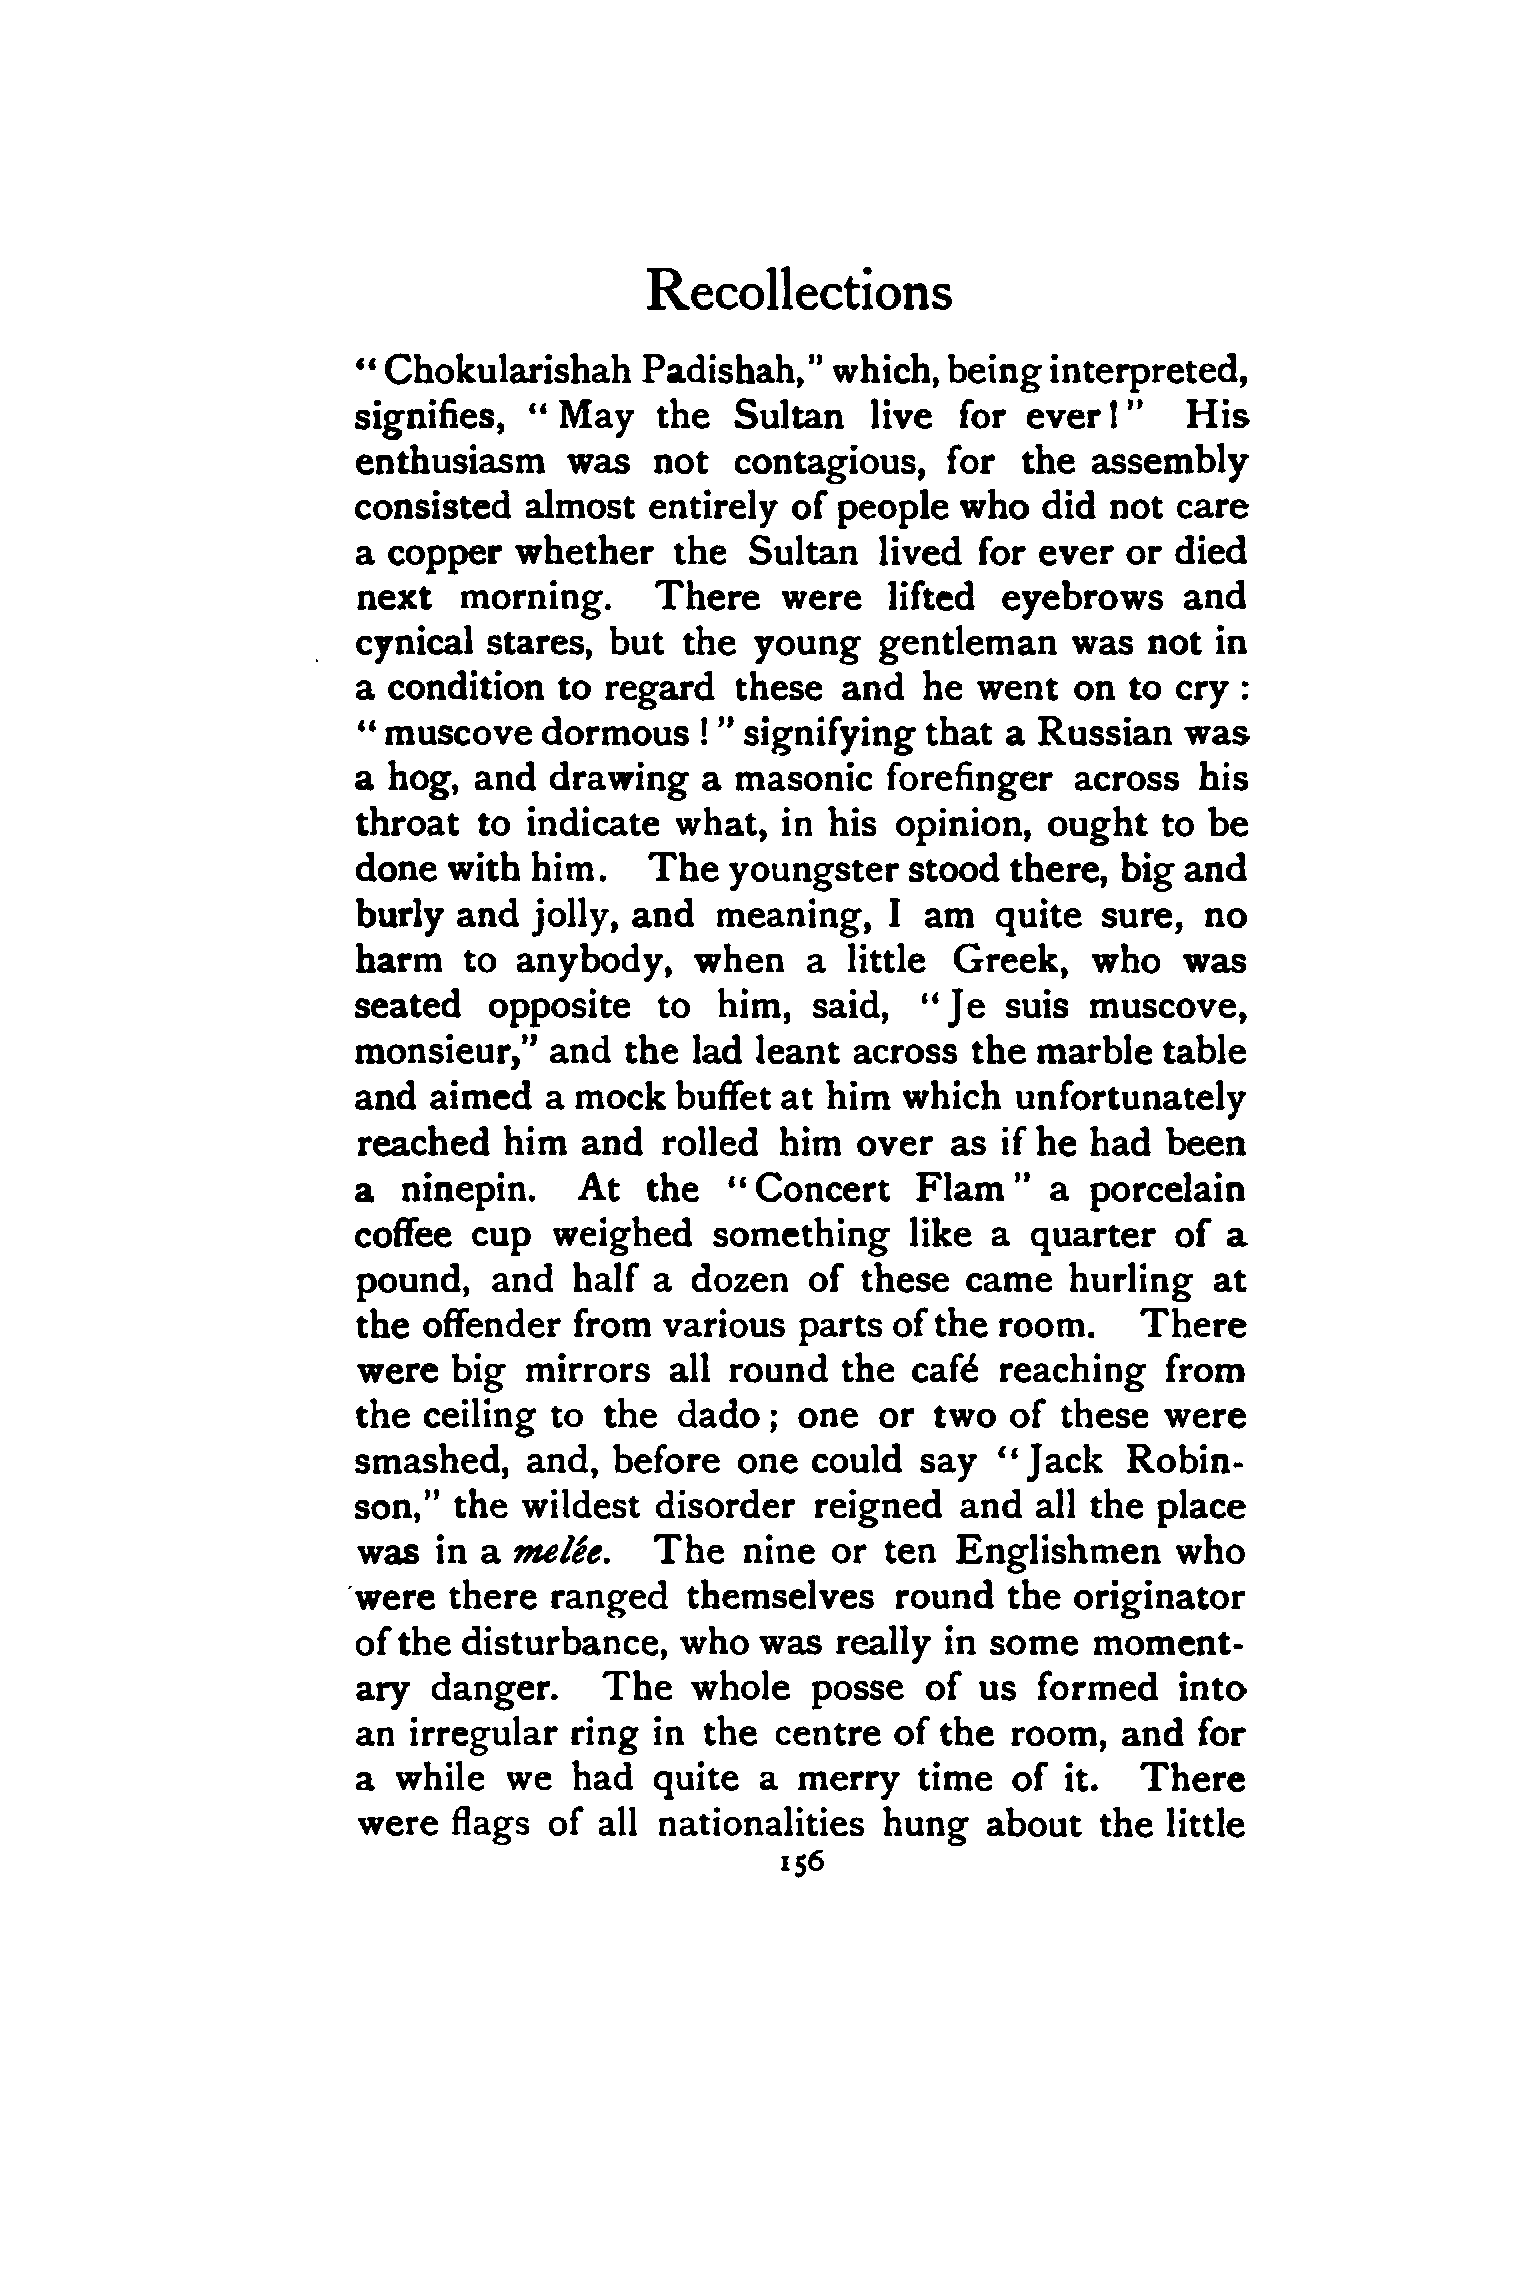 Recollections
“Chokularishah Padishah,” which, being interpreted,
signifies, “May the Sultan live for ever!” His
enthusiasm was not contagious, for the assembly
consisted almost entirely of people who did not care
a copper whether the Sultan lived for ever or died
next morning. There were lifted eyebrows and
cynical stares, but the young gentleman was not in
a condition to regard these and he went on to cry :
“muscove dormous ! ” signifying that a Russian was
a hog, and drawing a masonic forefinger across his
throat to indicate what, in his opinion, ought to be
done with him. The youngster stood there, big and
burly and jolly, and meaning, I am quite sure, no
harm to anybody, when a little Greek, who was
seated opposite to him, said, “Je suis muscove,
monsieur,” and the lad leant across the marble table
and aimed a mock buffet at him which unfortunately
reached him and rolled him over as if he had been
a ninepin. At the “Concert Flam” a porcelain
coffee cup weighed something like a quarter of a
pound, and half a dozen of these came hurling at
the offender from various parts of the room. There
were big mirrors all round the café reaching from
the ceiling to the dado ; one or two of these were
smashed, and, before one could say “Jack Robin-
son,” the wildest disorder reigned and all the place
was in a melée. The nine or ten Englishmen who
were there ranged themselves round the originator
of the disturbance, who was really in some moment-
ary danger. The whole posse of us formed into
an irregular ring in the centre of the room, and for
a while we had quite a merry time of it. There
were flags of all nationalities hung about the little
156